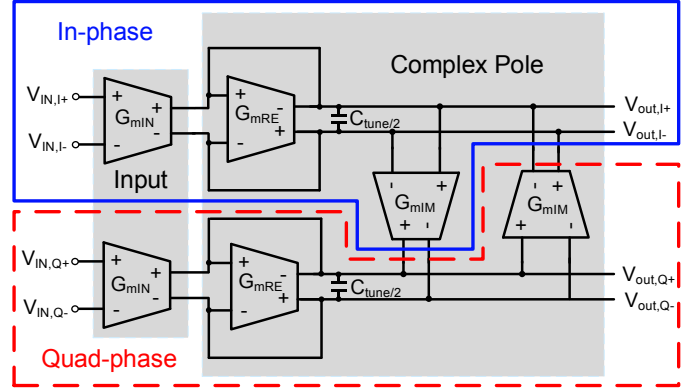 In-phase
Complex Pole
V_IN,I+
+ +
G_mIN
- -
V_IN,I-
+ -
G_mRE
- +
C_tune/2
V_out,I+
V_out,I-
Input
- +
G_mIM
+ -
- +
G_mIM
+ -
V_IN,Q+
+ +
G_mIN
- -
V_IN,Q-
+ -
G_mRE
- +
C_tune/2
V_out,Q+
V_out,Q-
Quad-phase